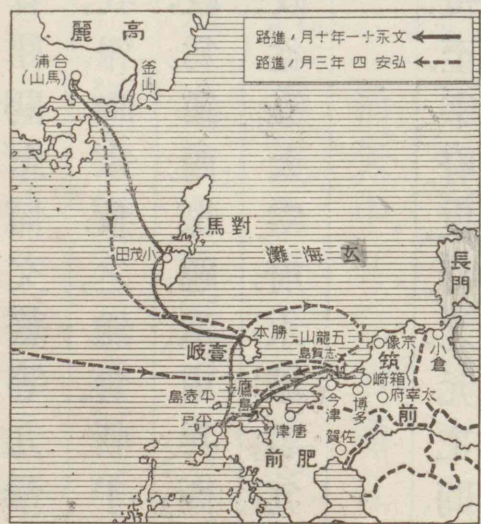 文永十一年十月ノ進路
弘安四年三月ノ進路
高麗
合浦
(馬山)
釜山
對馬
小茂田
玄海灘
長門
小倉
宗像
筑前
五龍山
志賀島
箱崎
博多
太宰府
今津
勝本
壹岐
鷹島
平壺島
平戸
唐津
佐賀
肥前